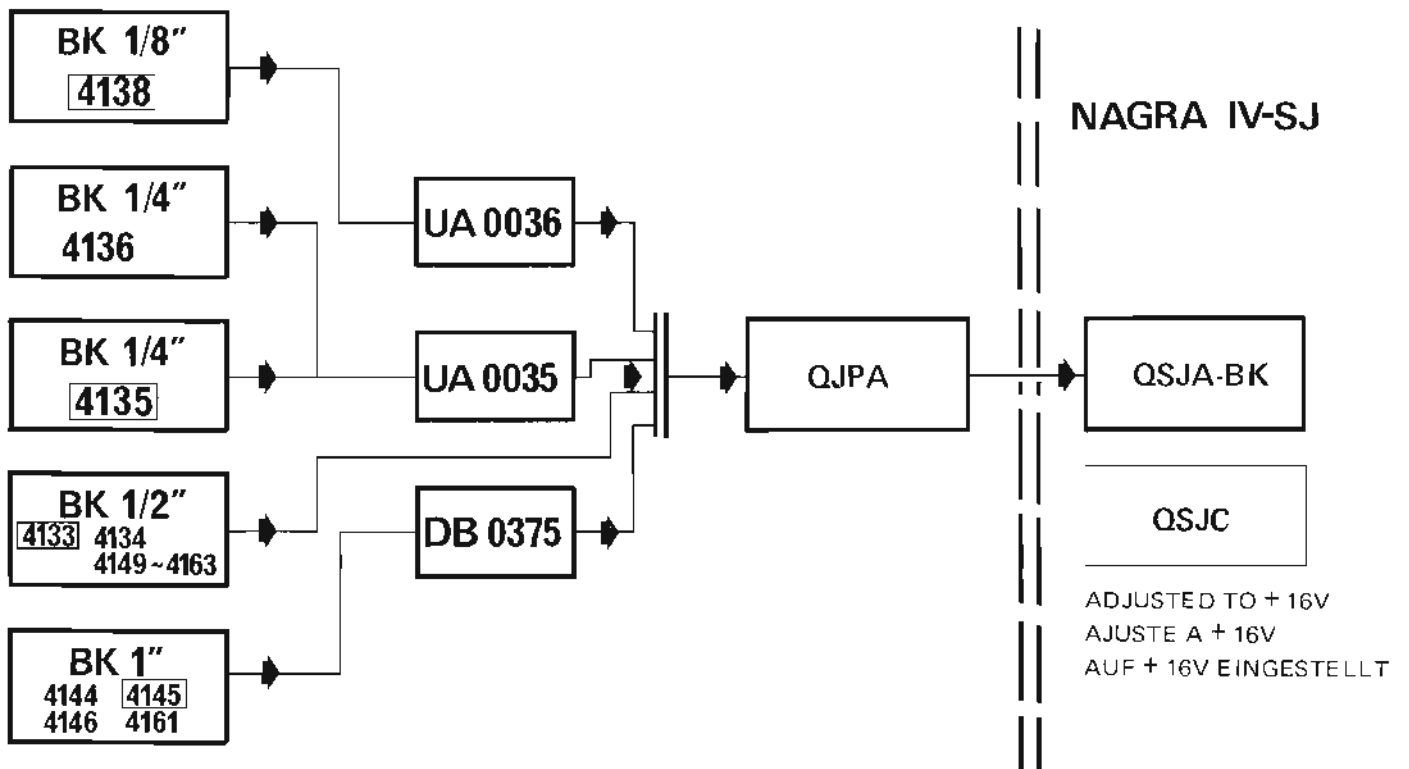 BK 1/8"
4138
BK 1/4"
4136
BK 1/4"
4135
BK 1/2"
4133 4134
4149 ~ 4163
BK 1"
4144 4145
4146 4161
UA 0036
UA 0035
DB 0375
QJPA
NAGRA IV-SJ
QSJA-BK
QSJC
ADJUSTED TO + 16V
AJUSTE A + 16V
AUF + 16V EINGESTELLT